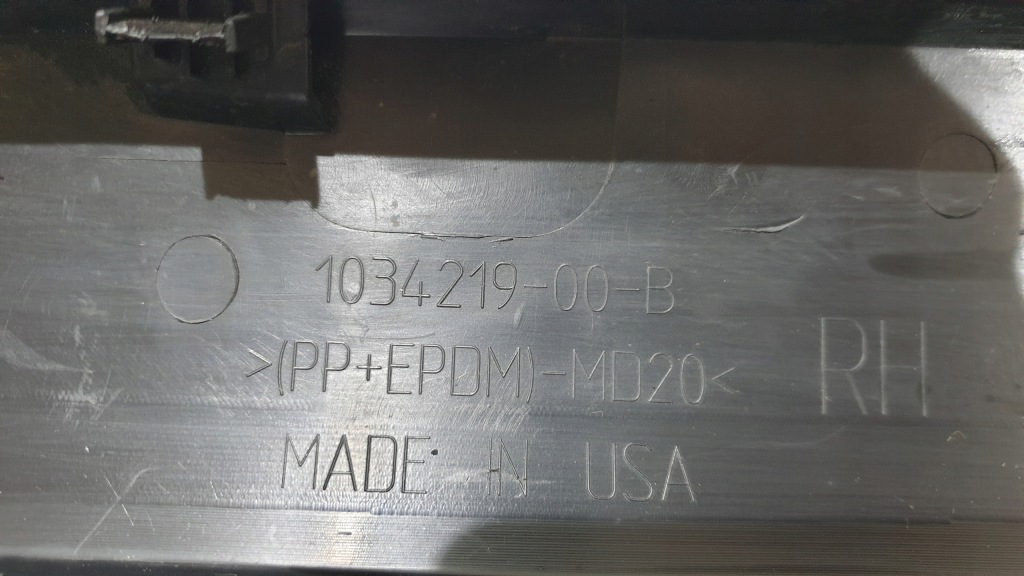 1034219-00-B
>(PP+EPDM)-MD20<
RH
MADE IN USA